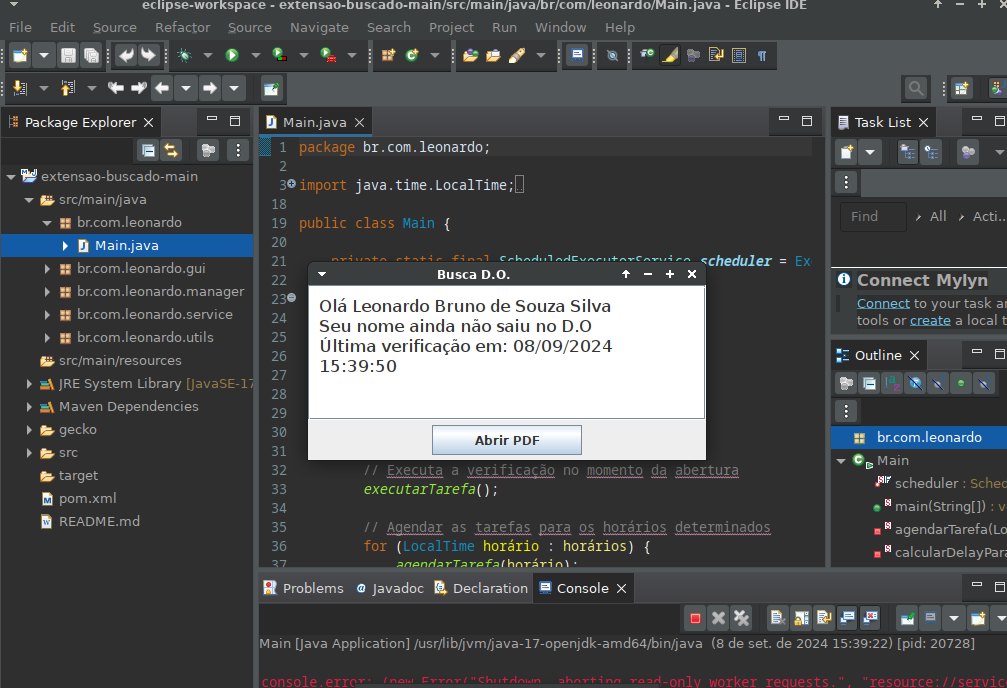 eclipse-workspace - extensao-buscado-main/src/main/java/br/com/leonardo/Main.java - Eclipse IDE
File Edit Source Refactor Source Navigate Search Project Run Window Help
Package Explorer
extensao-buscado-main
src/main/java
br.com.leonardo
Main.java
br.com.leonardo.gui
br.com.leonardo.manager
br.com.leonardo.service
br.com.leonardo.utils
src/main/resources
JRE System Library [JavaSE-17
Maven Dependencies
gecko
src
target
pom.xml
README.md
Main.java
1 package br.com.leonardo;
2
3 import java.time.LocalTime;
18
19 public class Main {
20
21 private static final ScheduledExecutorService scheduler = Ex
22
23
24
25
26
27
28
29
30
31
32 // Executa a verificação no momento da abertura
33 executarTarefa();
34
35 // Agendar as tarefas para os horários determinados
36 for (LocalTime horário : horários) {
37 agendarTarefa(horário);
Busca D.O.
Olá Leonardo Bruno de Souza Silva
Seu nome ainda não saiu no D.O
Última verificação em: 08/09/2024
15:39:50
Abrir PDF
Task List
Find All Acti..
Connect Mylyn
Connect to your task an
tools or create a local t
Outline
br.com.leonardo
Main
scheduler : Sched
main(String[]) : v
agendarTarefa(Lo
calcularDelayPara
Problems Javadoc Declaration Console
Main [Java Application] /usr/lib/jvm/java-17-openjdk-amd64/bin/java (8 de set. de 2024 15:39:22) [pid: 20728]
console.error: (new Error("Shutdown, aborting read-only worker requests.", "resource://servic